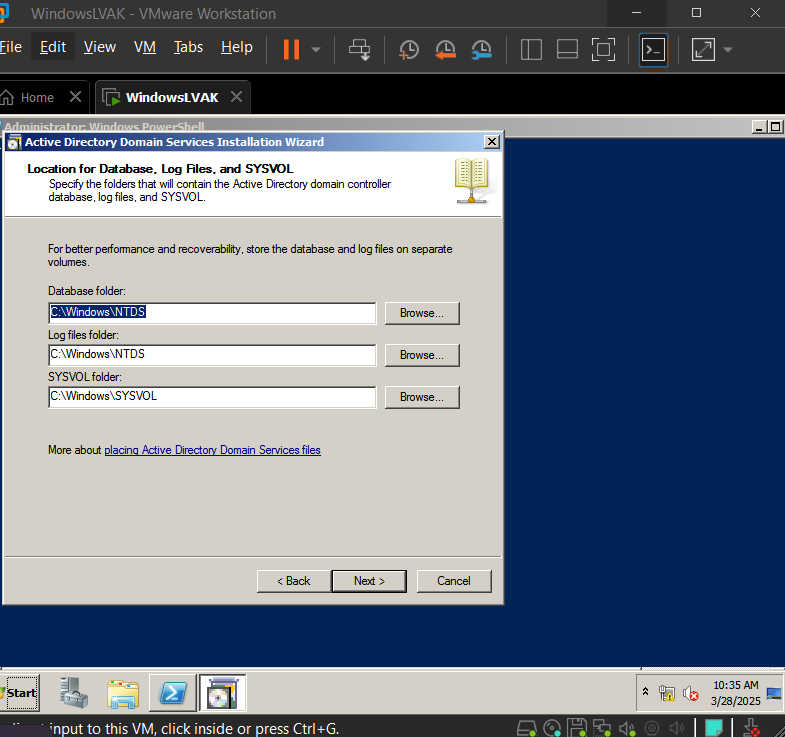 WindowsLVAK - VMware Workstation
File Edit View VM Tabs Help
Home WindowsLVAK
Administrator: Windows PowerShell
Active Directory Domain Services Installation Wizard
Location for Database, Log Files, and SYSVOL
Specify the folders that will contain the Active Directory domain controller
database, log files, and SYSVOL.
For better performance and recoverability, store the database and log files on separate
volumes.
Database folder:
C:\Windows\NTDS Browse...
Log files folder:
C:\Windows\NTDS Browse...
SYSVOL folder:
C:\Windows\SYSVOL Browse...
More about placing Active Directory Domain Services files
< Back Next > Cancel
Start
10:35 AM
3/28/2025
input to this VM, click inside or press Ctrl+G.